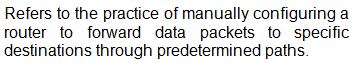 Refers to the practice of manually configuring a
router to forward data packets to specific
destinations through predetermined paths.